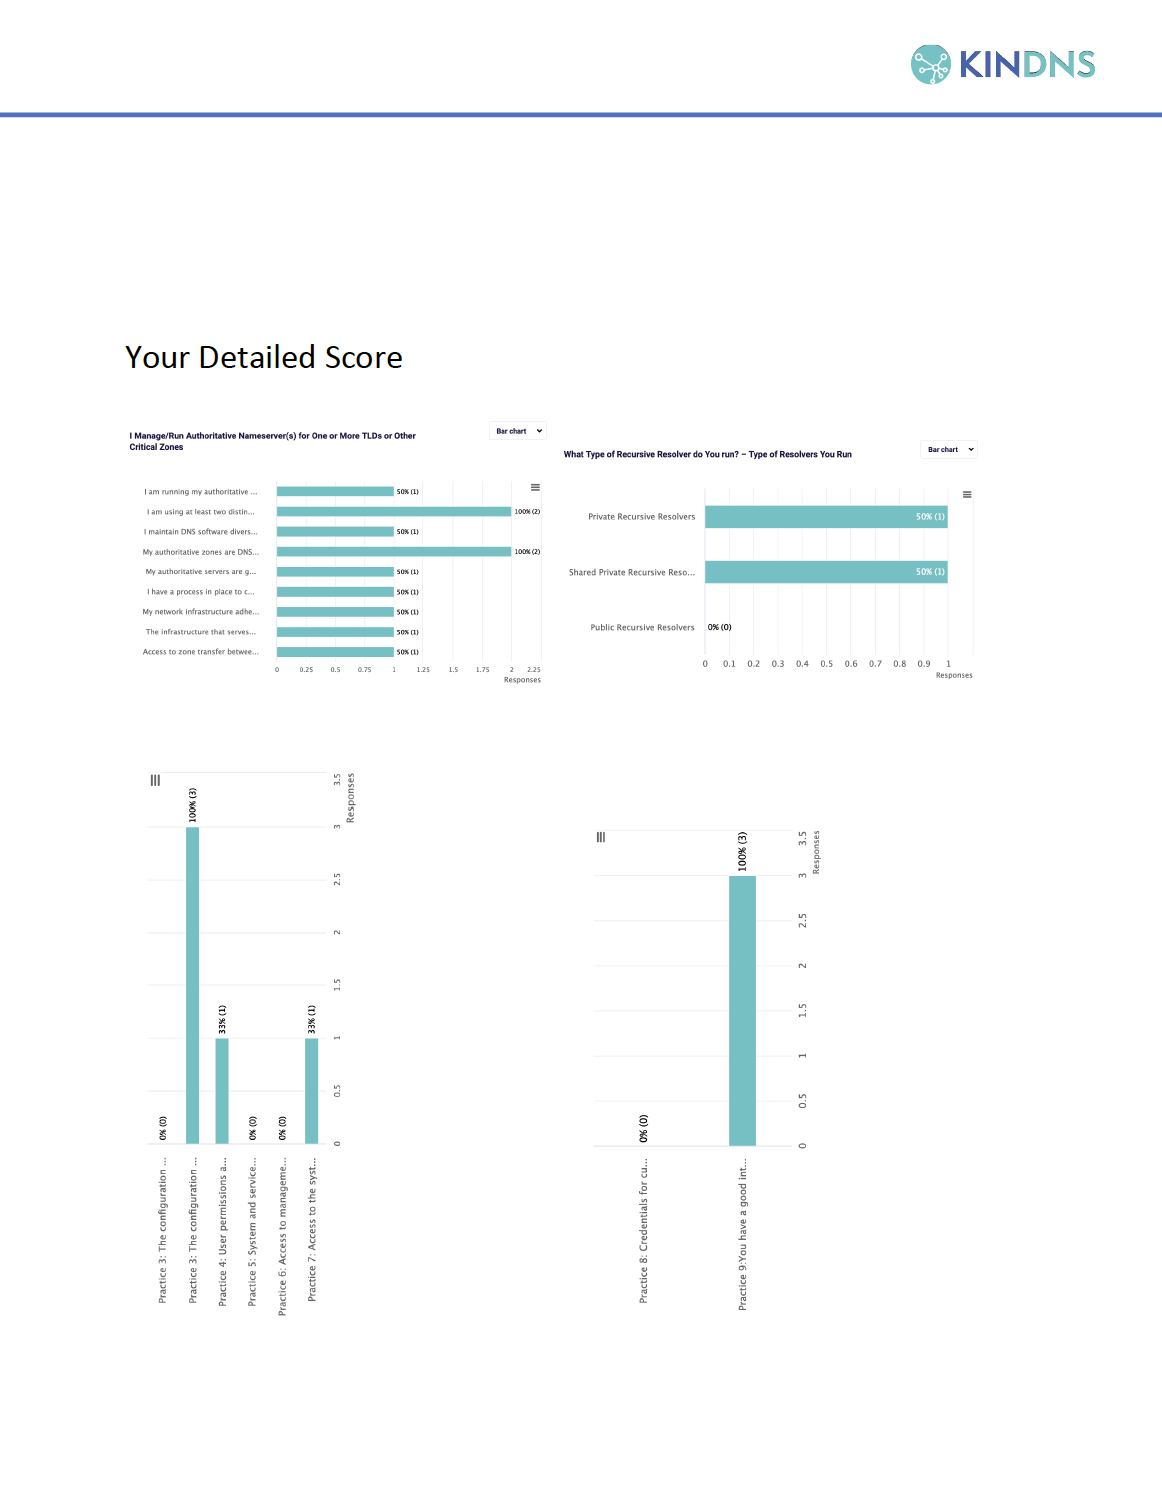 KINDNS
Your Detailed Score
Bar chart
I Manage/Run Authoritative Nameserver(s) for One or More TLDs or Other
Critical Zones
I am running my authoritative ...
50% (1)
I am using at least two distin...
100% (2)
I maintain DNS software divers...
50% (1)
My authoritative zones are DNS...
100% (2)
My authoritative servers are g...
50% (1)
I have a process in place to c...
50% (1)
My network infrastructure adhe...
50% (1)
The infrastructure that serves...
50% (1)
Access to zone transfer betwee...
50% (1)
0 0.25 0.5 0.75 1 1.25 1.5 1.75 2 2.25
Responses
Bar chart
What Type of Recursive Resolver do You run? – Type of Resolvers You Run
Private Recursive Resolvers
50% (1)
Shared Private Recursive Reso...
50% (1)
Public Recursive Resolvers
0% (0)
0 0.1 0.2 0.3 0.4 0.5 0.6 0.7 0.8 0.9 1
Responses
Practice 3: The configuration ...
0% (0)
Practice 3: The configuration ...
100% (3)
Practice 4: User permissions a...
33% (1)
Practice 5: System and service...
0% (0)
Practice 6: Access to manageme...
0% (0)
Practice 7: Access to the syst...
33% (1)
0 0.5 1 1.5 2 2.5 3 3.5
Responses
Practice 8: Credentials for cu...
0% (0)
Practice 9:You have a good int...
100% (3)
0 0.5 1 1.5 2 2.5 3 3.5
Responses